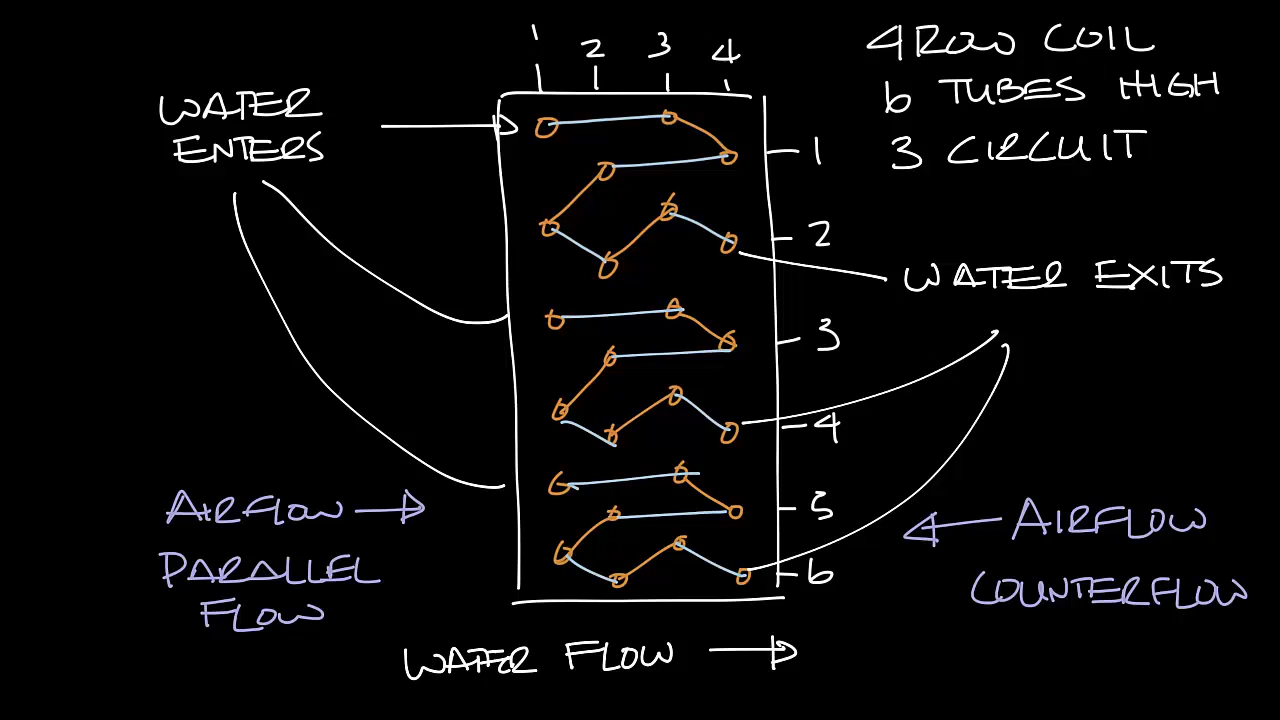 1 2 3 4
4 ROW COIL
6 TUBES HIGH
3 CIRCUIT
WATER
ENTERS
1
2
WATER EXITS
3
4
5
6
AIRFLOW
PARALLEL
FLOW
AIRFLOW
COUNTERFLOW
WATER FLOW